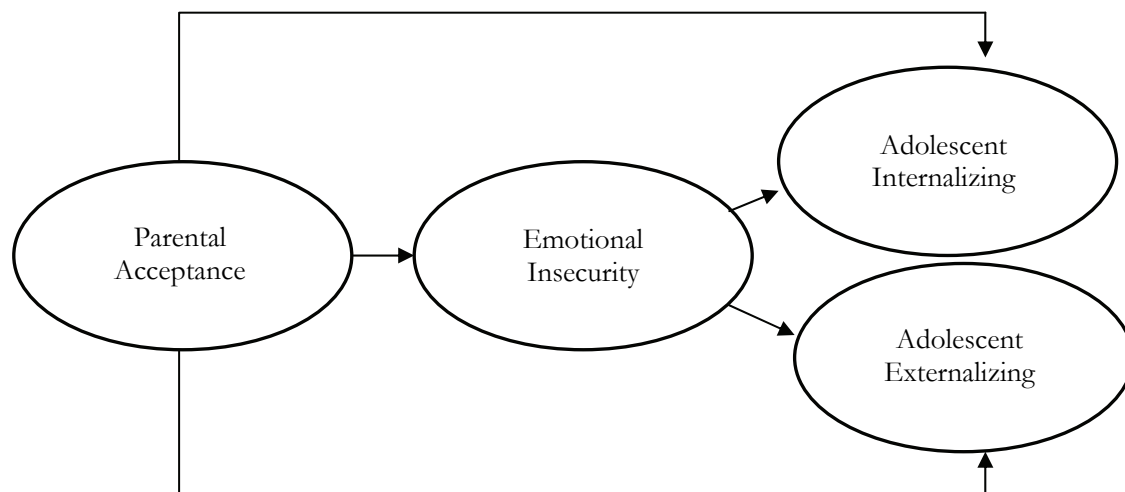 Parental
Acceptance
Emotional
Insecurity
Adolescent
Internalizing
Adolescent
Externalizing